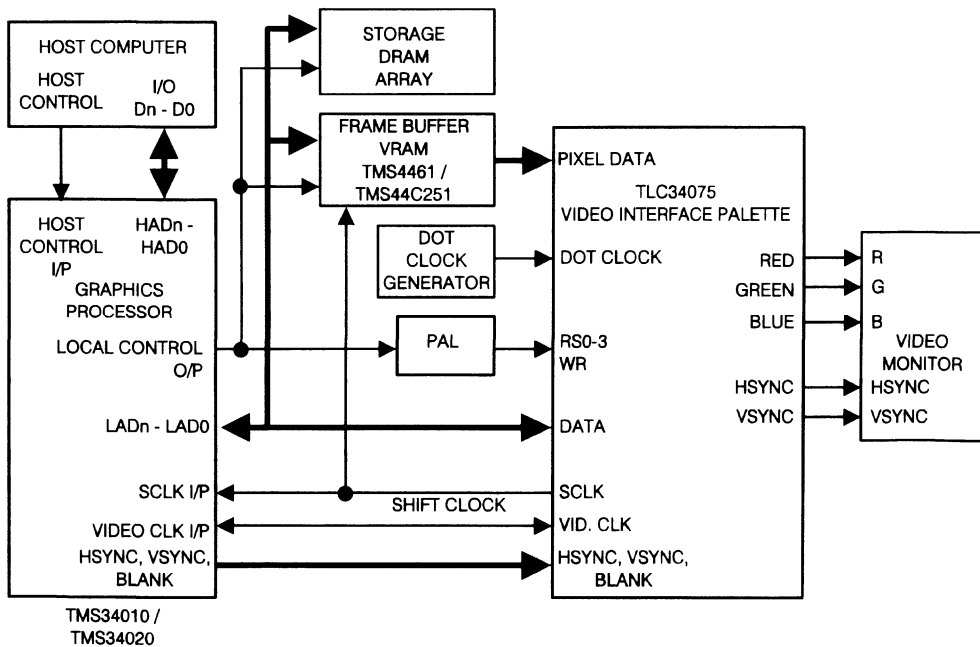 HOST COMPUTER
HOST
CONTROL
I/O
Dn - D0
STORAGE
DRAM
ARRAY
FRAME BUFFER
VRAM
TMS4461 /
TMS44C251
HOST
CONTROL
I/P
HADn -
HAD0
GRAPHICS
PROCESSOR
LOCAL CONTROL
O/P
LADn - LAD0
SCLK I/P
VIDEO CLK I/P
HSYNC, VSYNC,
BLANK
TMS34010 /
TMS34020
DOT
CLOCK
GENERATOR
PAL
SHIFT CLOCK
PIXEL DATA
TLC34075
VIDEO INTERFACE PALETTE
DOT CLOCK
RS0-3
WR
DATA
SCLK
VID. CLK
HSYNC, VSYNC,
BLANK
RED
GREEN
BLUE
HSYNC
VSYNC
R
G
B
VIDEO
MONITOR
HSYNC
VSYNC